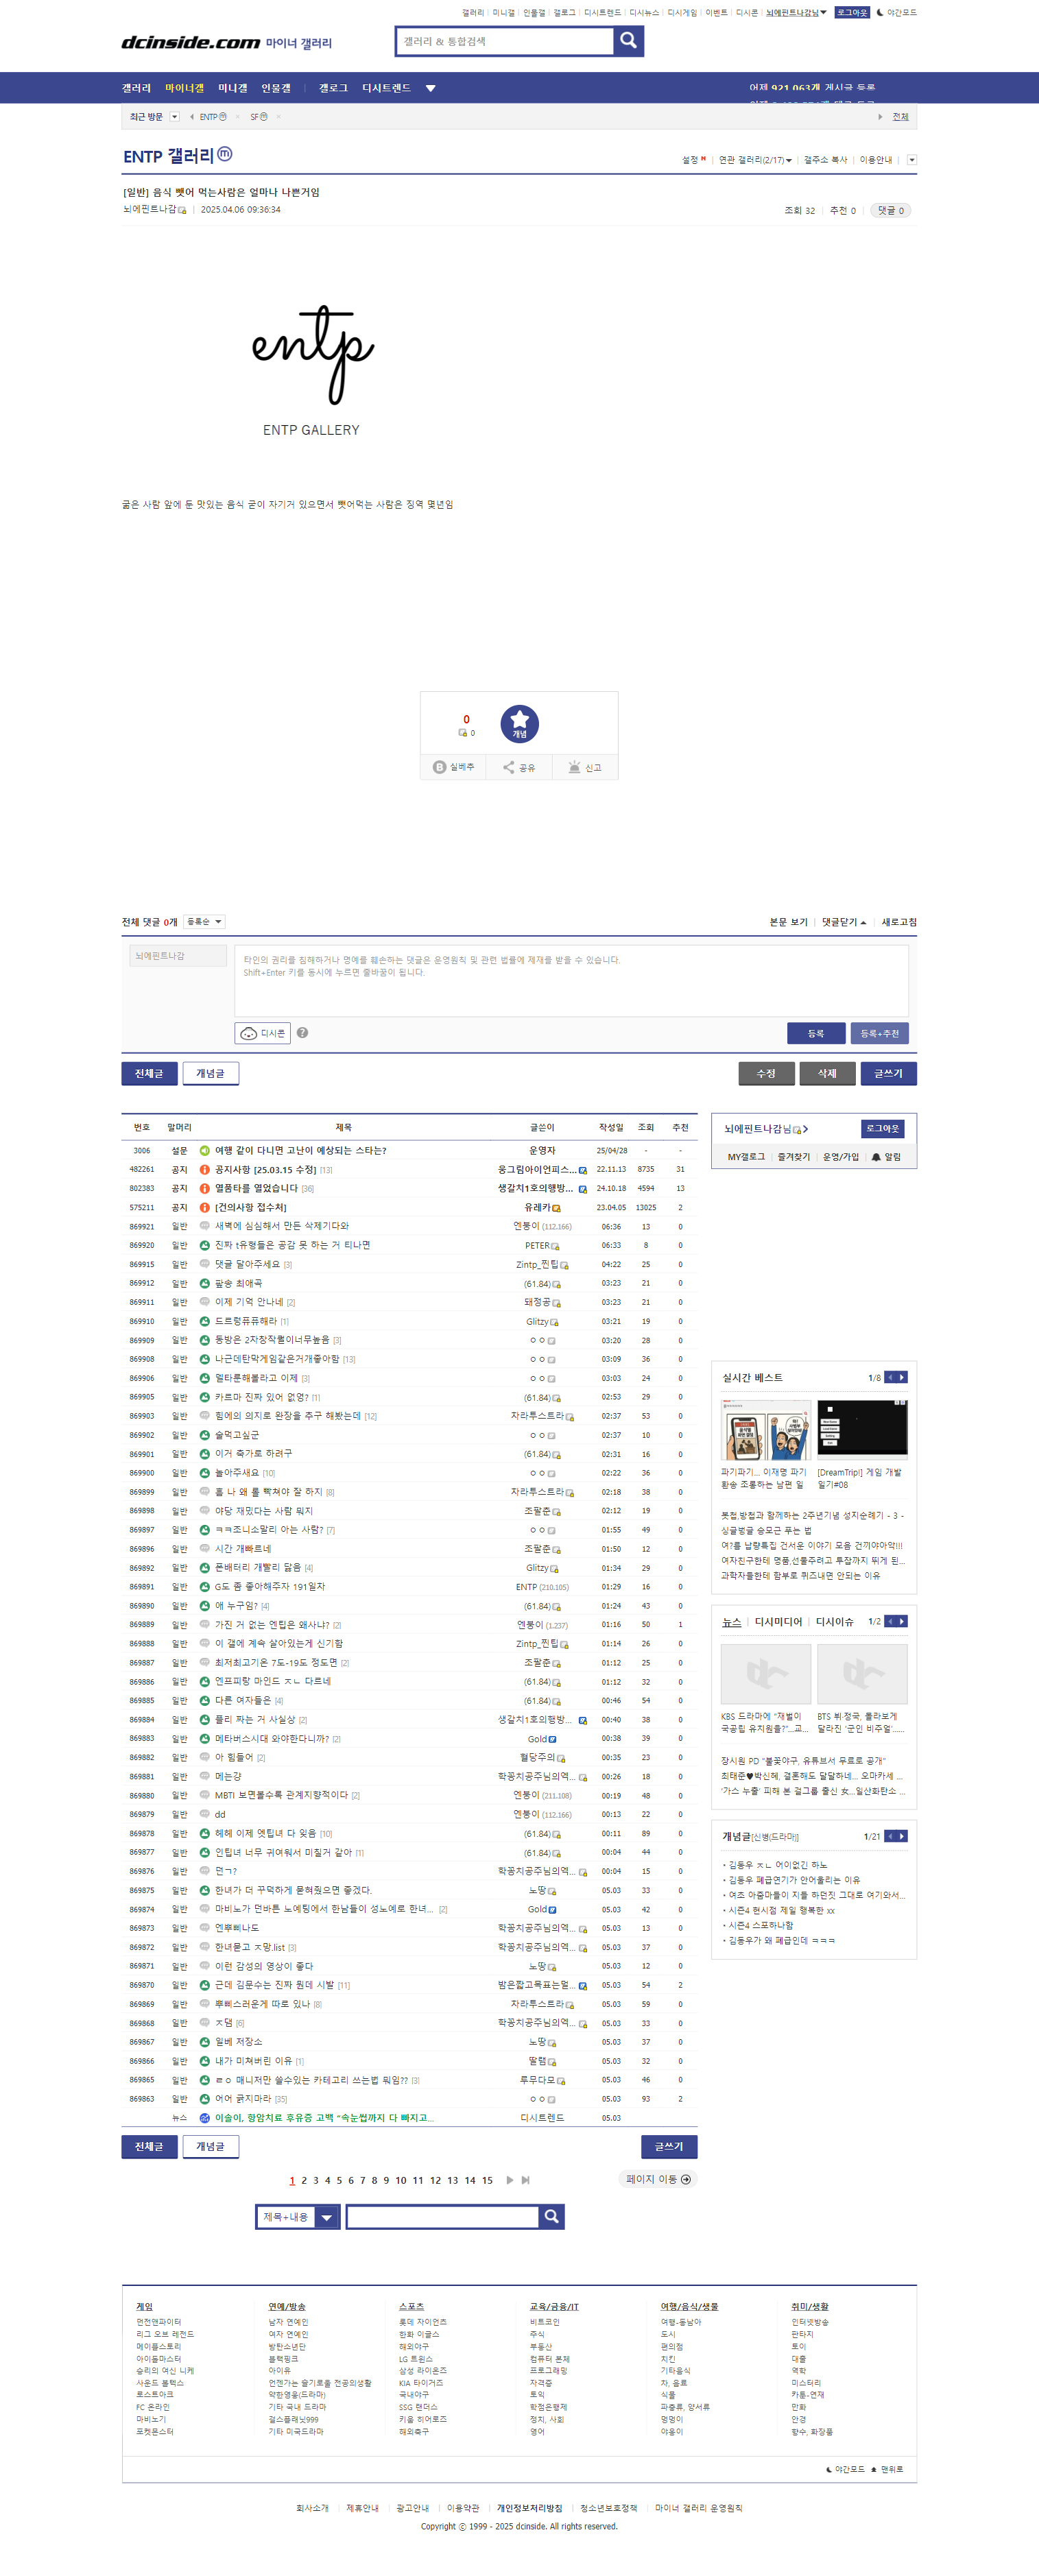 갤러리 | 마이너갤 | 인물갤 | 갤로그 | 디시트렌드 | 디시뉴스 | 디시게임 | 이벤트 | 디시콘 | 뇌에핀트나감님 로그아웃 야간모드
dcinside.com 마이너 갤러리
갤러리 & 통합검색
갤러리 마이너갤 미니갤 인물갤 | 갤로그 디시트렌드
어제 921,063개 게시글 등록
최근 방문 ENTP ⓜ × SF ⓜ × 전체
ENTP 갤러리 ⓜ
설정 | 연관 갤러리(2/17) | 갤주소 복사 | 이용안내 |
[일반] 음식 뺏어 먹는사람은 얼마나 나쁜거임
뇌에핀트나감 | 2025.04.06 09:36:34
조회 32 | 추천 0 | 댓글 0
entp
ENTP GALLERY
굶은 사람 앞에 둔 맛있는 음식 굳이 자기거 있으면서 뺏어먹는 사람은 징역 몇년임
0
0
개념
실베추 공유 신고
전체 댓글 0개 등록순
본문 보기 | 댓글닫기 | 새로고침
뇌에핀트나감
타인의 권리를 침해하거나 명예를 훼손하는 댓글은 운영원칙 및 관련 법률에 제재를 받을 수 있습니다.
Shift+Enter 키를 동시에 누르면 줄바꿈이 됩니다.
디시콘 ?
등록 등록+추천
전체글 개념글 수정 삭제 글쓰기
번호 말머리 제목 글쓴이 작성일 조회 추천
3006 설문 여행 같이 다니면 고난이 예상되는 스타는? 운영자 25/04/28 - -
482261 공지 공지사항 [25.03.15 수정] [13] 몽그림아이언피스... 22.11.13 8735 31
802383 공지 열품타를 열었습니다 [36] 생갈치1호의행방... 24.10.18 4594 13
575211 공지 [건의사항 접수처] 유레카 23.04.05 13025 2
869921 일반 새벽에 심심해서 만든 삭제기다와 엔붕이 (112.166) 06:36 13 0
869920 일반 진짜 t유형들은 공감 못 하는 거 티나면 PETER 06:33 8 0
869915 일반 댓글 달아주세요 [3] Zintp_찐팁 04:22 25 0
869912 일반 팔송 최애곡 (61.84) 03:23 21 0
869911 일반 이제 기억 안나네 [2] 돼정공 03:23 21 0
869910 일반 드르렁퓨퓨해라 [1] Glitzy 03:21 19 0
869909 일반 동방은 2자창작퀄이너무높음 [3] ㅇㅇ 03:20 28 0
869908 일반 나근데탄막게임같은거개좋아함 [13] ㅇㅇ 03:09 36 0
869906 일반 델타룬해볼라고 이제 [3] ㅇㅇ 03:03 24 0
869905 일반 카르마 진짜 있어 없엉? [1] (61.84) 02:53 29 0
869903 일반 힘에의 의지로 완장을 추구 해봤는데 [12] 자라투스트라 02:37 53 0
869902 일반 술먹고싶군 ㅇㅇ 02:37 10 0
869901 일반 이거 축가로 하려구 (61.84) 02:31 16 0
869900 일반 놀아주새요 [10] ㅇㅇ 02:22 36 0
869899 일반 흠 나 왜 롤 빡쳐야 잘 하지 [8] 자라투스트라 02:18 38 0
869898 일반 야당 재밌다는 사람 뭐지 조팔준 02:12 19 0
869897 일반 ㅋㅋ조니소말리 아는 사람? [7] ㅇㅇ 01:55 49 0
869896 일반 시간 개빠르네 조팔준 01:50 12 0
869892 일반 폰배터리 개빨리 닳음 [4] Glitzy 01:34 29 0
869891 일반 G도 좀 좋아해주자 191일차 ENTP (210.105) 01:29 16 0
869890 일반 애 누구임? [4] (61.84) 01:24 43 0
869889 일반 가진 거 없는 엔팁은 왜사냐? [2] 엔붕이 (1.237) 01:16 50 1
869888 일반 이 갤에 계속 살아있는게 신기함 Zintp_찐팁 01:14 26 0
869887 일반 최저최고기온 7도-19도 정도면 [2] 조팔준 01:12 25 0
869886 일반 엔프피랑 마인드 ㅈㄴ 다르네 (61.84) 01:12 32 0
869885 일반 다른 여자들은 [4] (61.84) 00:46 54 0
869884 일반 플리 짜는 거 사실상 [2] 생갈치1호의행방... 00:40 38 0
869883 일반 메타버스시대 와야한다니까? [2] Gold 00:38 39 0
869882 일반 아 힘들어 [2] 혈당주의 00:35 23 0
869881 일반 메는걍 학꽁치공주님의역... 00:26 18 0
869880 일반 MBTI 보면볼수록 관계지향적이다 [2] 엔붕이 (211.108) 00:19 48 0
869879 일반 dd 엔붕이 (112.166) 00:13 22 0
869878 일반 헤헤 이제 엣팁녀 다 잊음 [10] (61.84) 00:11 89 0
869877 일반 인팁녀 너무 귀여워서 미칠거 같아 [1] (61.84) 00:04 44 0
869876 일반 던ㄱ? 학꽁치공주님의역... 00:04 15 0
869875 일반 한녀가 더 꾸덕하게 묻혀줬으면 좋겠다. 노땅 05.03 33 0
869874 일반 마비노가 던바튼 노예팅에서 한남들이 성노예로 한녀... [2] Gold 05.03 42 0
869873 일반 엔뿌삐나도 학꽁치공주님의역... 05.03 13 0
869872 일반 한녀묻고 ㅈ망.list [3] 학꽁치공주님의역... 05.03 37 0
869871 일반 이런 감성의 영상이 좋다 노땅 05.03 12 0
869870 일반 근데 김문수는 진짜 뭔데 시발 [11] 밤은짧고목표는멀... 05.03 54 2
869869 일반 뿌삐스러운게 따로 있나 [8] 자라투스트라 05.03 59 0
869868 일반 ㅈ댐 [6] 학꽁치공주님의역... 05.03 33 0
869867 일반 일베 저장소 노땅 05.03 37 0
869866 일반 내가 미쳐버린 이유 [1] 딸램 05.03 32 0
869865 일반 ㄹㅇ 매니저만 쓸수있는 카테고리 쓰는법 뭐임?? [3] 루무다모 05.03 46 0
869863 일반 어어 긁지마라 [35] ㅇㅇ 05.03 93 2
뉴스 이솔이, 항암치료 후유증 고백 “속눈썹까지 다 빠지고... 디시트렌드 05.03
전체글 개념글 글쓰기
1 2 3 4 5 6 7 8 9 10 11 12 13 14 15 페이지 이동
제목+내용
뇌에핀트나감님 로그아웃
MY갤로그 | 즐겨찾기 | 운영/가입 | 알림
실시간 베스트 1/8
파기파기... 이재명 파기환송 조롱하는 남편 일
[DreamTrip!] 게임 개발일기#08
봇접,방접과 함께하는 2주년기념 성지순례기 - 3 -
싱글벙글 승모근 푸는 법
여?름 납량특집 건서운 이야기 모음 건끼야아악!!!
여자친구한테 명품,선물주려고 투잡까지 뛰게 된...
과학자들한테 함부로 퀴즈내면 안되는 이유
뉴스 | 디시미디어 | 디시이슈 1/2
KBS 드라마에 "재벌이 국공립 유치원을?"...교...
BTS 뷔·정국, 몰라보게 달라진 '군인 비주얼'......
장시원 PD "불꽃야구, 유튜브서 무료로 공개"
최태준♥박신혜, 결혼해도 달달하네... 오마카세 ...
'가스 누출' 피해 본 걸그룹 출신 女...일산화탄소 ...
개념글[신병(드라마)] 1/21
· 김동우 ㅈㄴ 어이없긴 하노
· 김동우 폐급연기가 안어울리는 이유
· 여조 아줌마들이 지들 하던짓 그대로 여기와서...
· 시즌4 현시점 제일 행복한 xx
· 시즌4 스포하나함
· 김동우가 왜 폐급인데 ㅋㅋㅋ
게임
던전앤파이터
리그 오브 레전드
메이플스토리
아이돌마스터
승리의 여신 니케
사운드 볼텍스
로스트아크
FC 온라인
마비노기
포켓몬스터
연예/방송
남자 연예인
여자 연예인
방탄소년단
블랙핑크
아이유
언젠가는 슬기로울 전공의생활
약한영웅(드라마)
기타 국내 드라마
걸스플래닛999
기타 미국드라마
스포츠
롯데 자이언츠
한화 이글스
해외야구
LG 트윈스
삼성 라이온즈
KIA 타이거즈
국내야구
SSG 랜더스
키움 히어로즈
해외축구
교육/금융/IT
비트코인
주식
부동산
컴퓨터 본체
프로그래밍
자격증
토익
학점은행제
정치, 사회
영어
여행/음식/생물
여행-동남아
도시
편의점
치킨
기타음식
차, 음료
식물
파충류, 양서류
멍멍이
야옹이
취미/생활
인터넷방송
판타지
토이
대출
역학
미스터리
카툰-연재
만화
안경
향수, 화장품
야간모드 맨위로
회사소개 | 제휴안내 | 광고안내 | 이용약관 | 개인정보처리방침 | 청소년보호정책 | 마이너 갤러리 운영원칙
Copyright ⓒ 1999 - 2025 dcinside. All rights reserved.